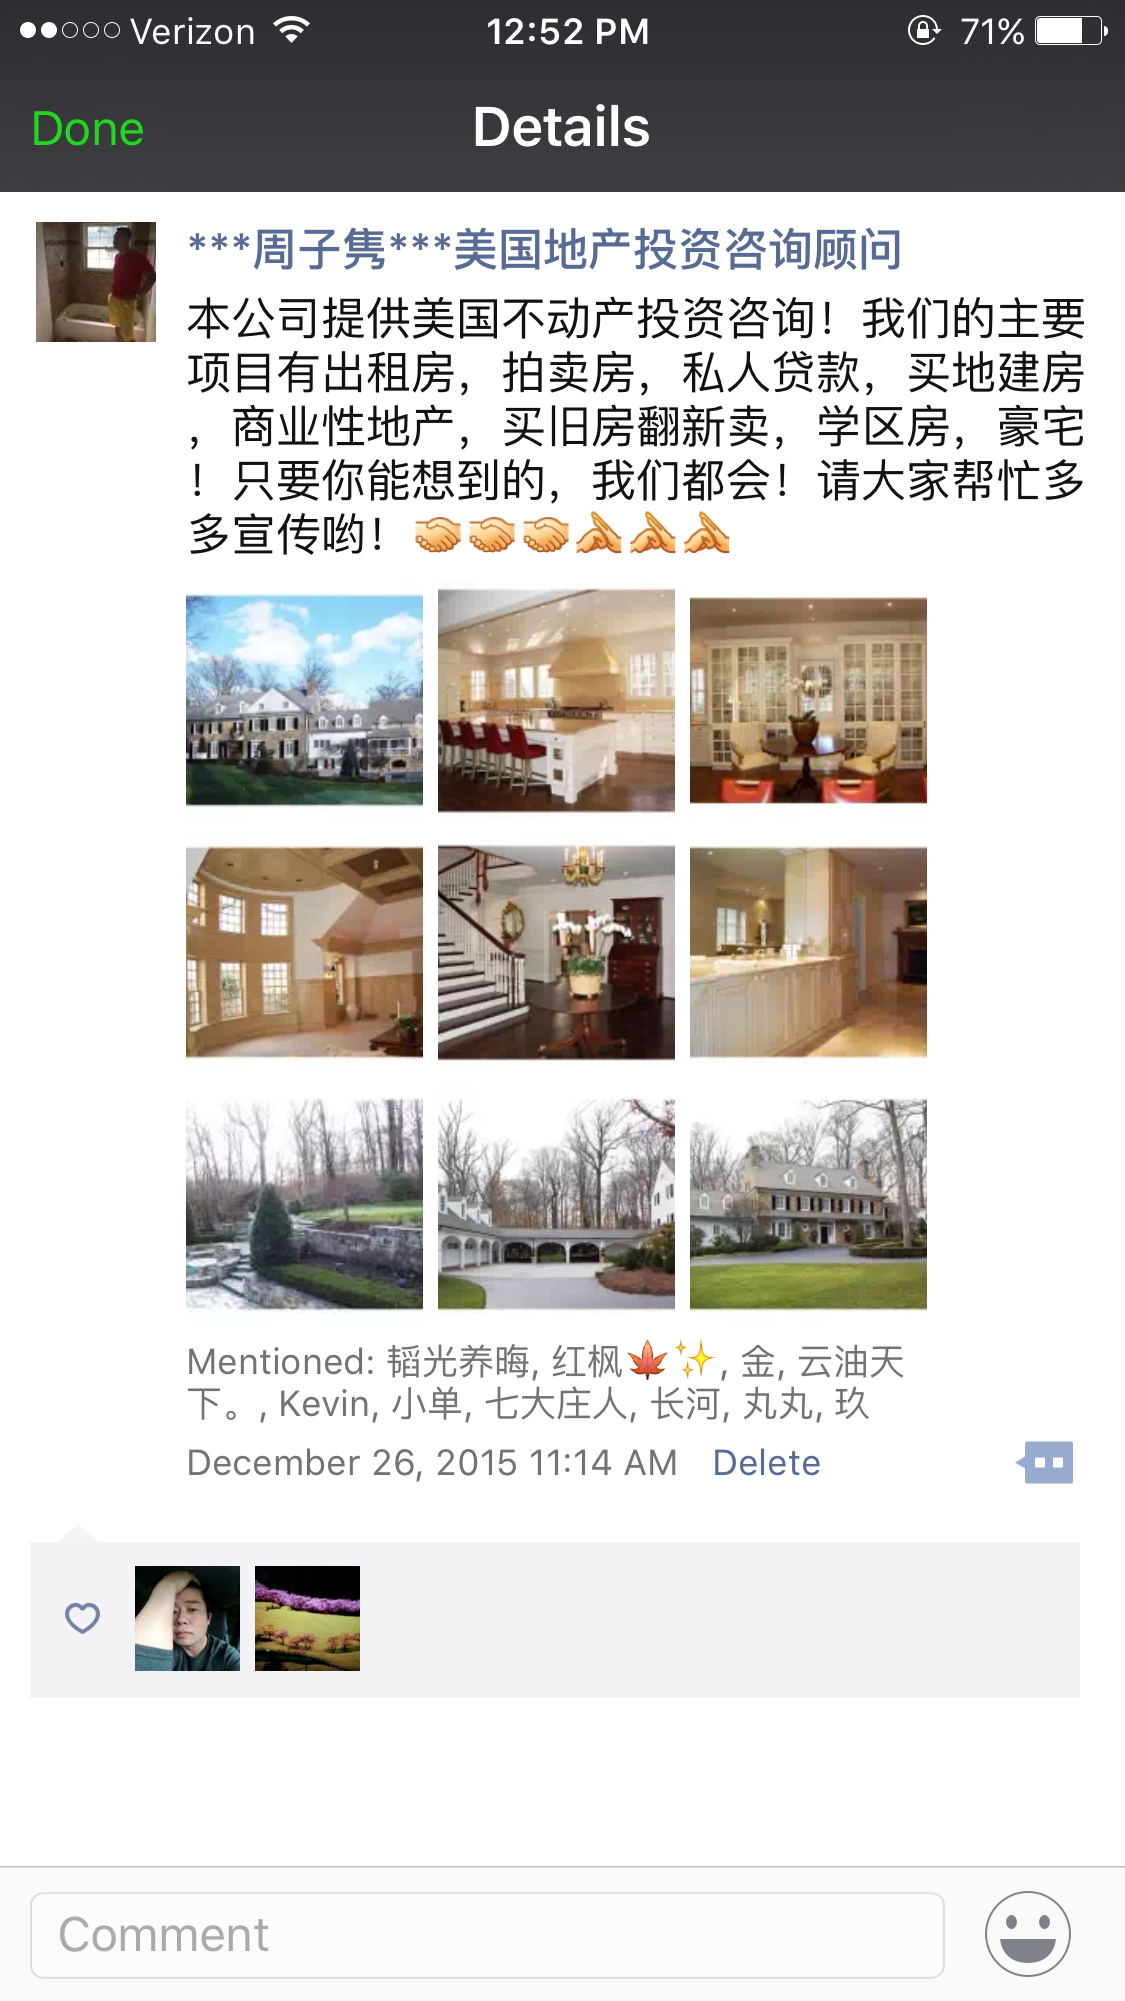 Verizon 12:52 PM 71%
Done Details
***周子隽***美国地产投资咨询顾问
本公司提供美国不动产投资咨询！我们的主要
项目有出租房，拍卖房，私人贷款，买地建房
，商业性地产，买旧房翻新卖，学区房，豪宅
！只要你能想到的，我们都会！请大家帮忙多
多宣传哟！🤝🤝🤝✍✍✍
Mentioned: 韬光养晦, 红枫🍁✨, 金, 云油天
下。, Kevin, 小单, 七大庄人, 长河, 丸丸, 玖
December 26, 2015 11:14 AM Delete
Comment